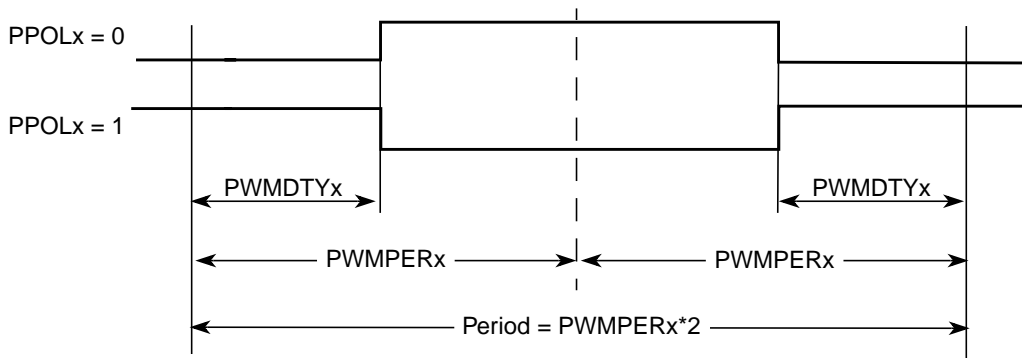 PPOLx = 0
PPOLx = 1
PWMDTYx
PWMDTYx
PWMPERx
PWMPERx
Period = PWMPERx*2